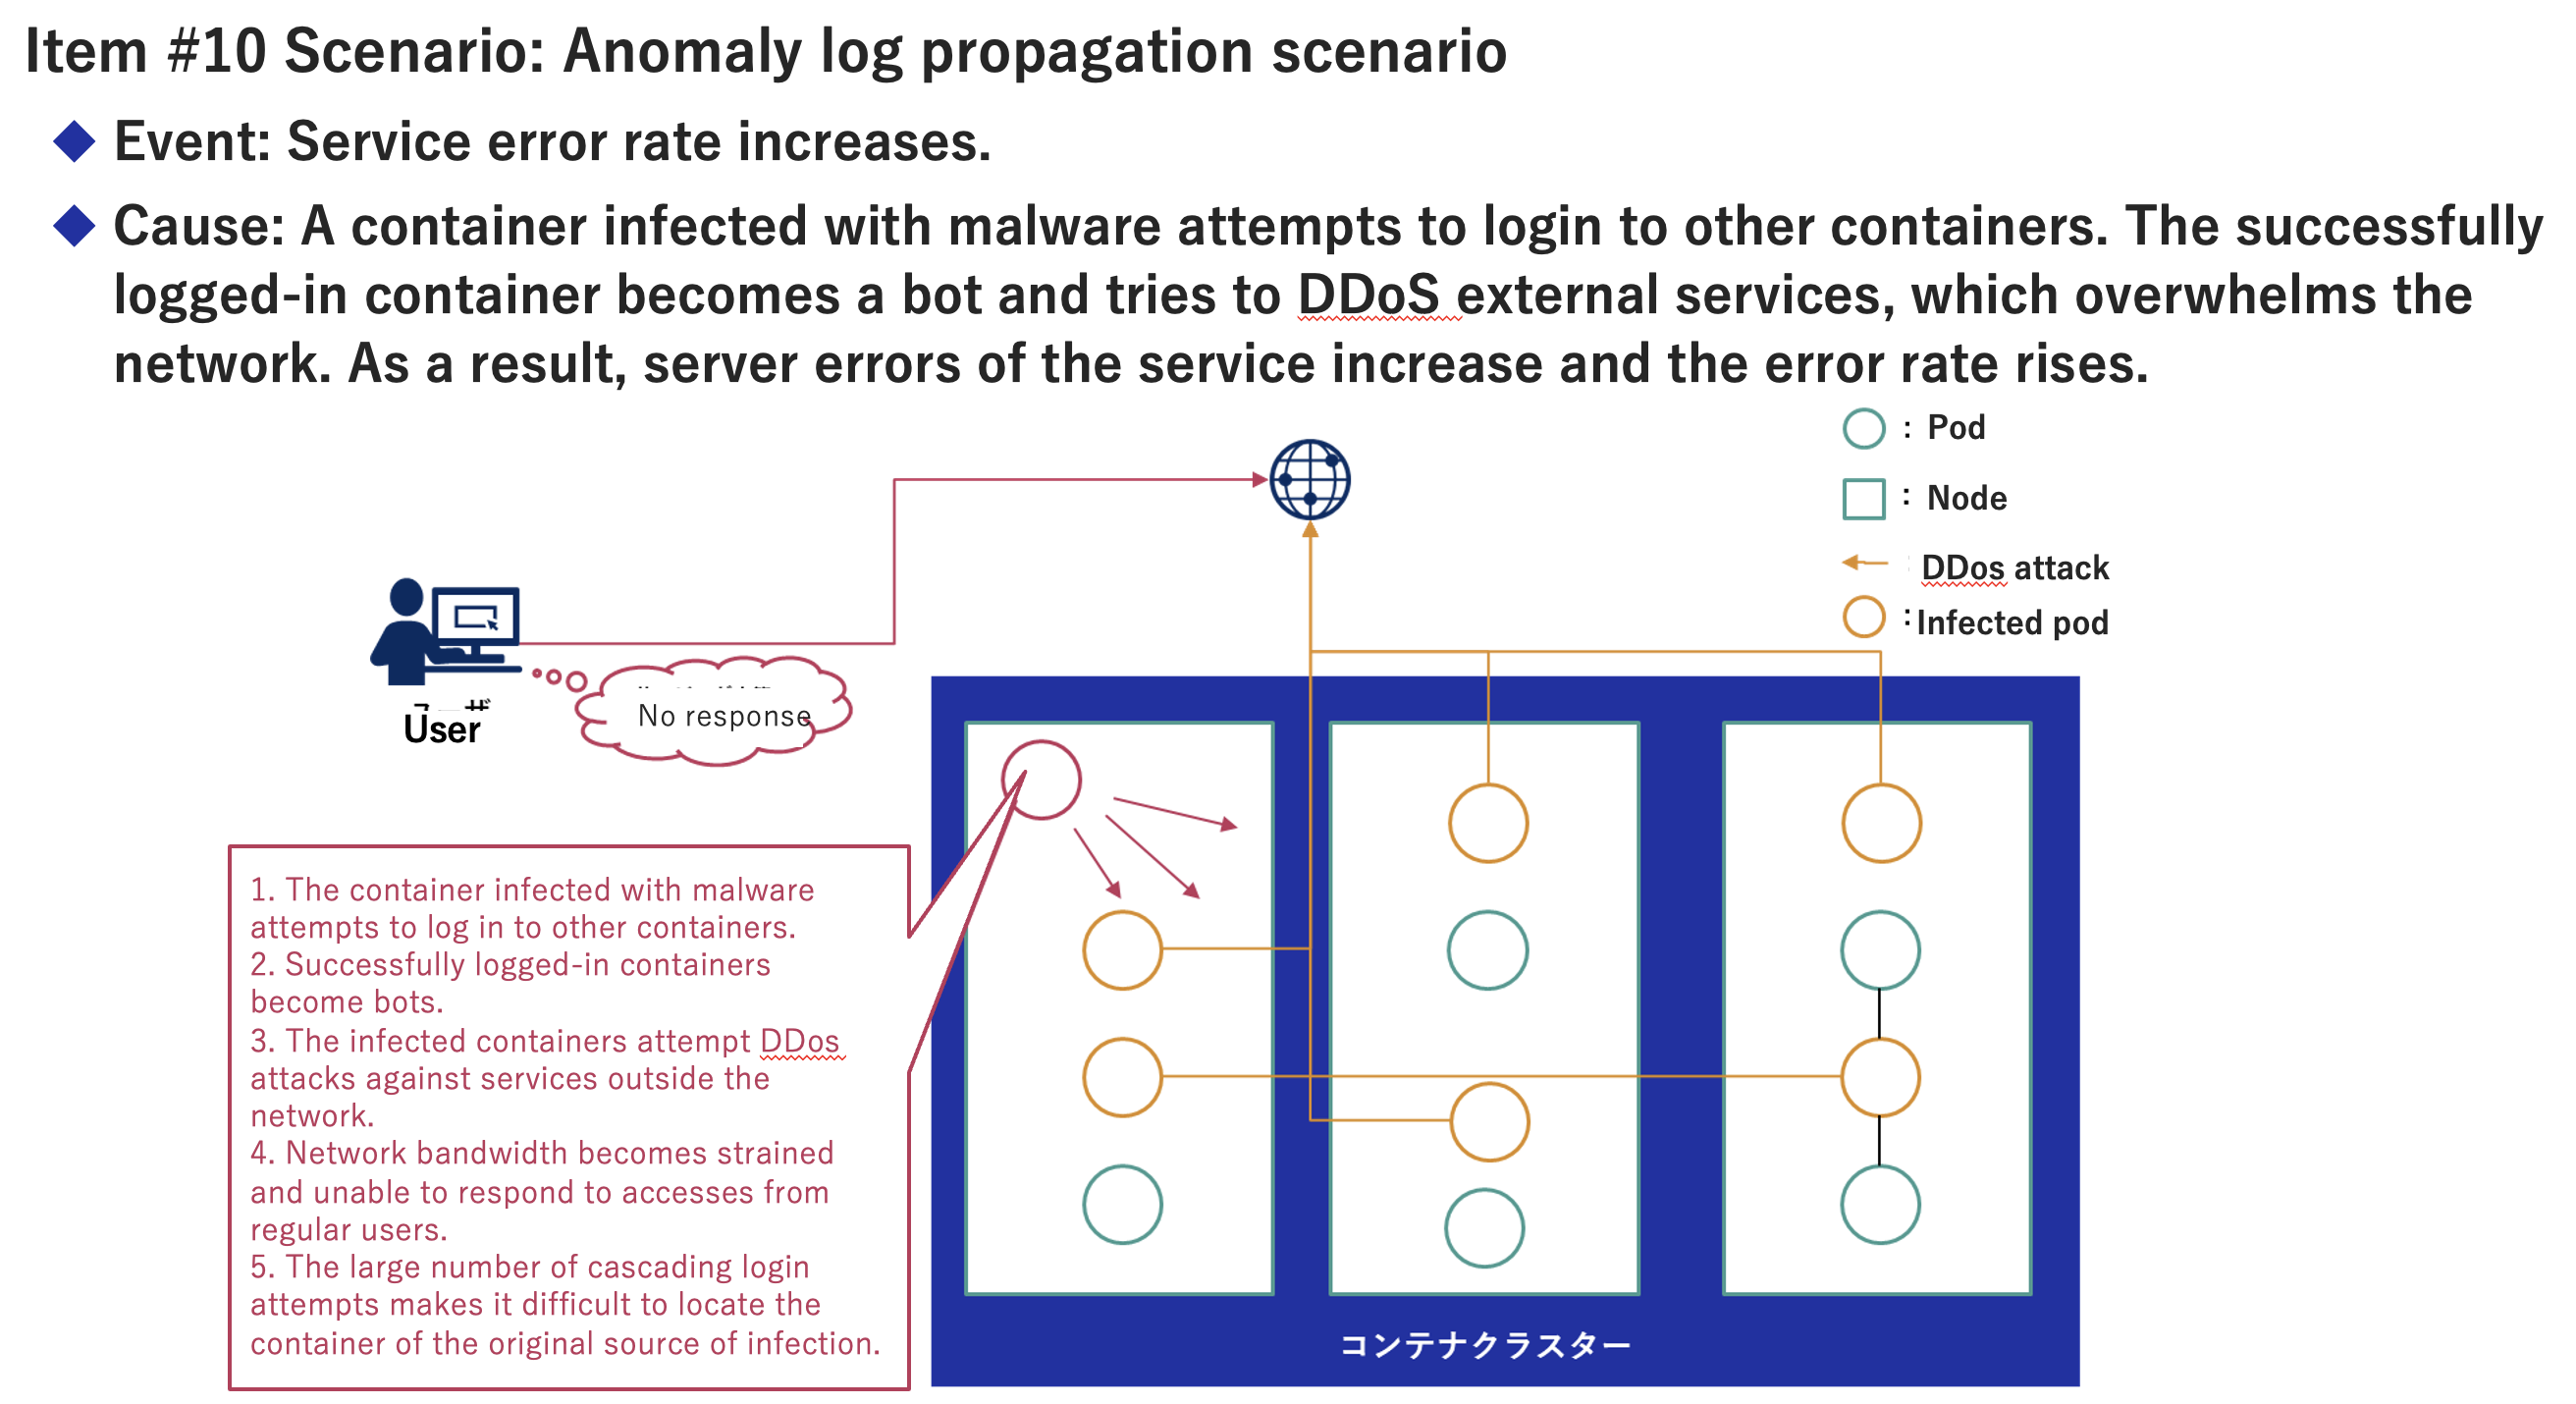 Item #10 Scenario: Anomaly log propagation scenario
Event: Service error rate increases.
Cause: A container infected with malware attempts to login to other containers. The successfully
logged-in container becomes a bot and tries to DDoS external services, which overwhelms the
network. As a result, server errors of the service increase and the error rate rises.
: Pod
: Node
DDos attack
:Infected pod
User
No response
1. The container infected with malware
attempts to log in to other containers.
2. Successfully logged-in containers
become bots.
3. The infected containers attempt DDos
attacks against services outside the
network.
4. Network bandwidth becomes strained
and unable to respond to accesses from
regular users.
5. The large number of cascading login
attempts makes it difficult to locate the
container of the original source of infection.
コンテナクラスター